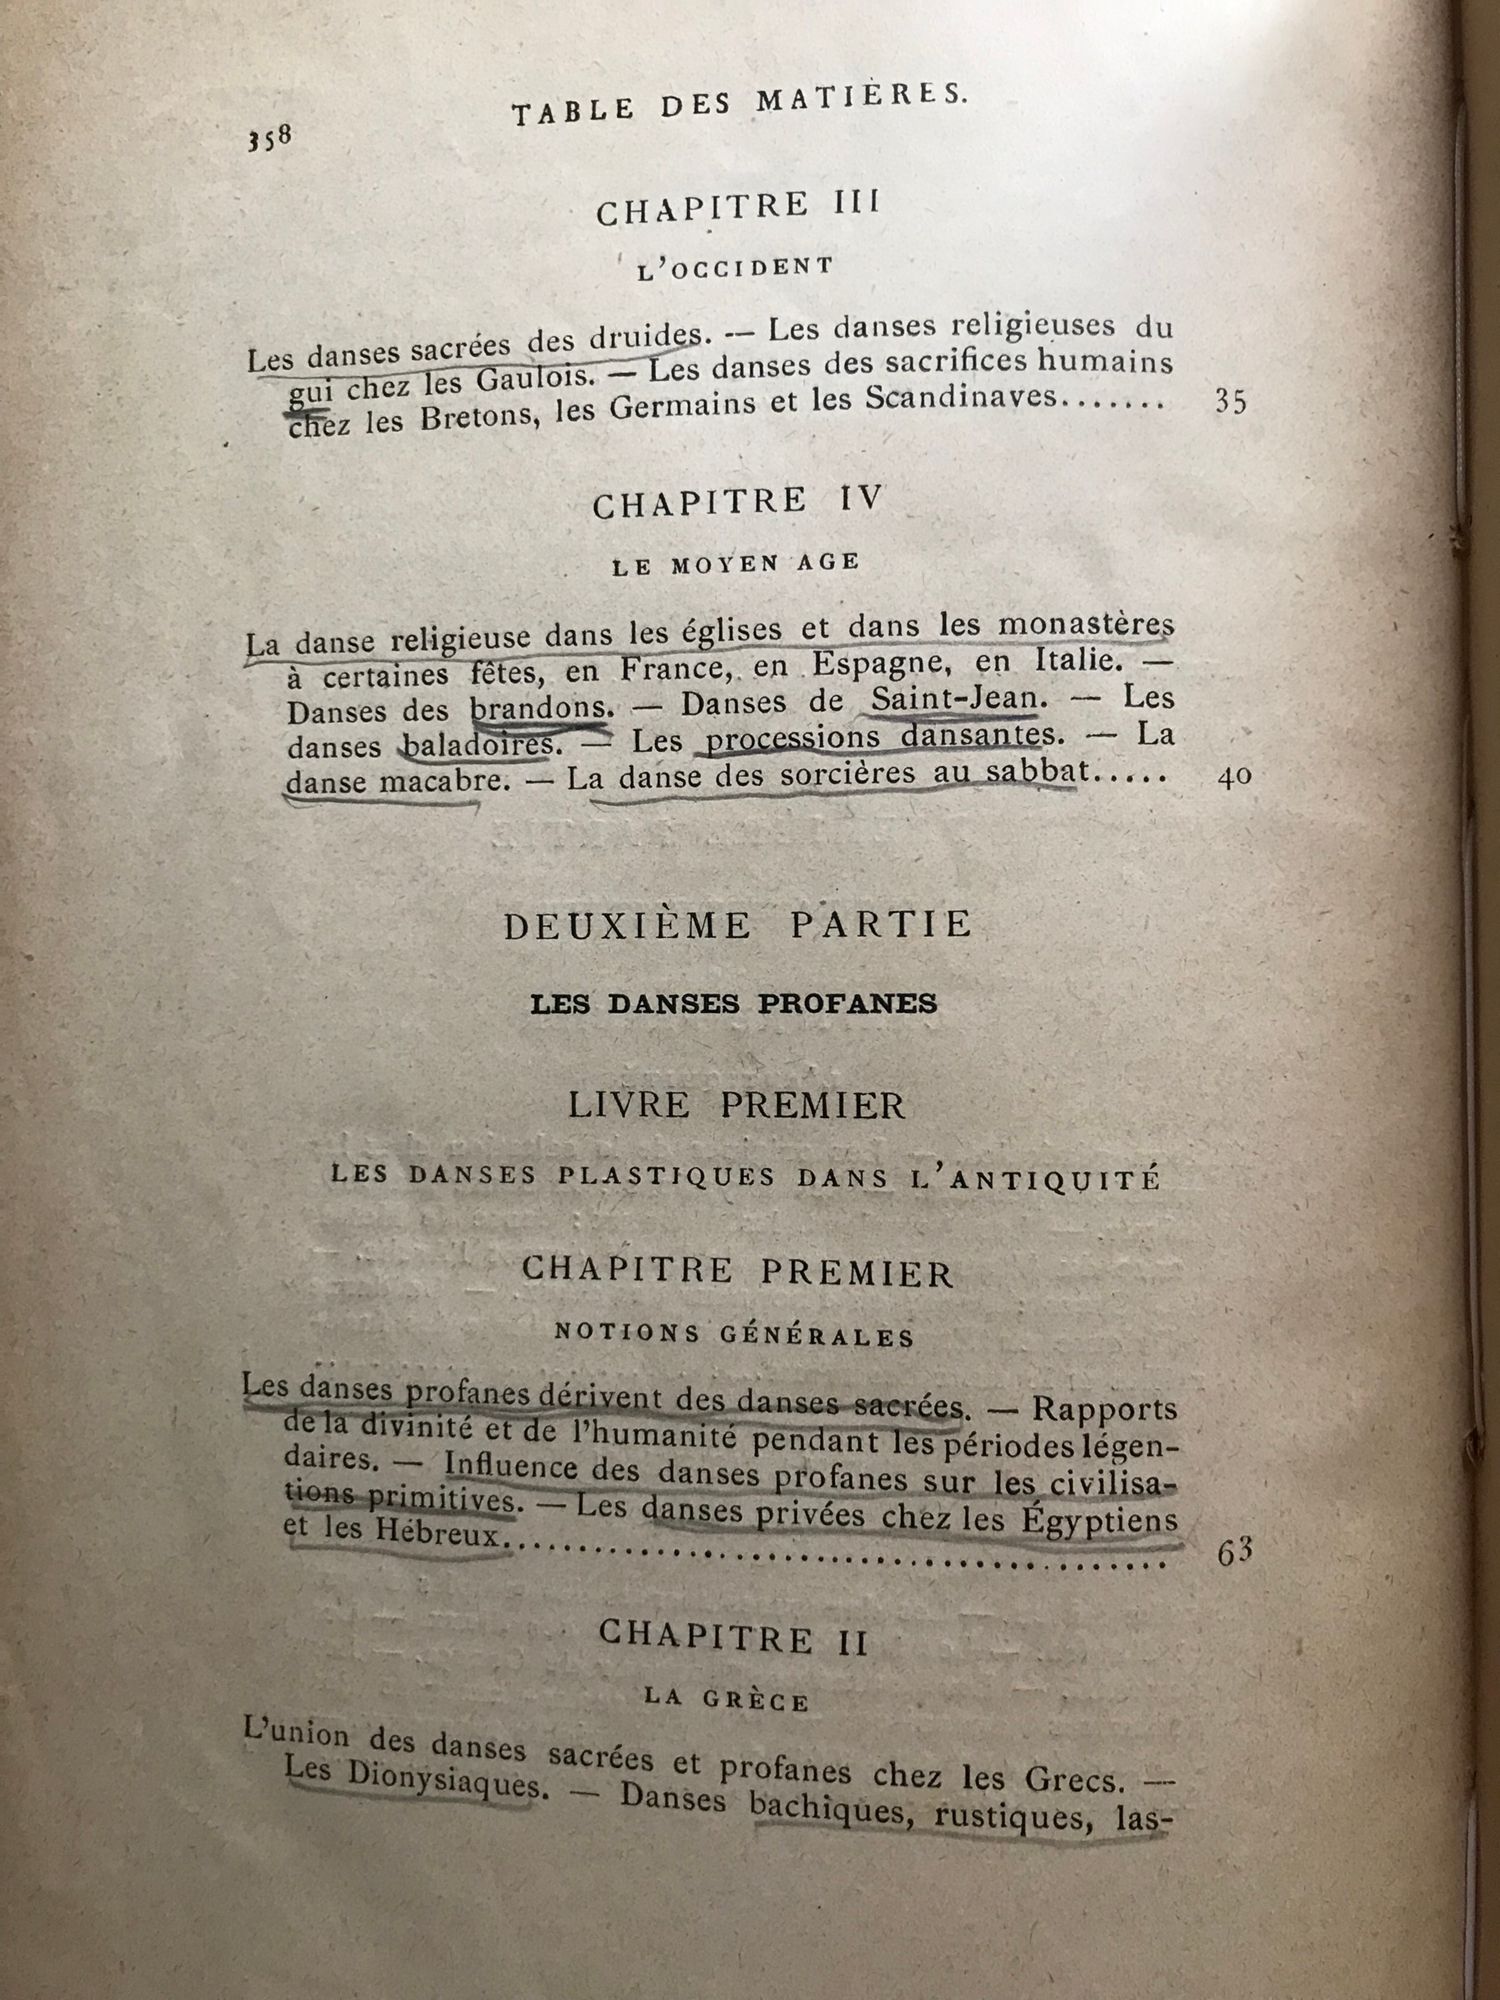 TABLE DES MATIÈRES.
358
CHAPITRE III
L'OCCIDENT
Les danses sacrées des druides. — Les danses religieuses du
gui chez les Gaulois. — Les danses des sacrifices humains
chez les Bretons, les Germains et les Scandinaves....... 35
CHAPITRE IV
LE MOYEN AGE
La danse religieuse dans les églises et dans les monastères
à certaines fêtes, en France, en Espagne, en Italie. —
Danses des brandons. — Danses de Saint-Jean. — Les
danses baladoires. — Les processions dansantes. — La
danse macabre. — La danse des sorcières au sabbat..... 40
DEUXIÈME PARTIE
LES DANSES PROFANES
LIVRE PREMIER
LES DANSES PLASTIQUES DANS L'ANTIQUITÉ
CHAPITRE PREMIER
NOTIONS GÉNÉRALES
Les danses profanes dérivent des danses sacrées. — Rapports
de la divinité et de l'humanité pendant les périodes légen-
daires. — Influence des danses profanes sur les civilisa-
tions primitives. — Les danses privées chez les Égyptiens
et les Hébreux............................................ 63
CHAPITRE II
LA GRÈCE
L'union des danses sacrées et profanes chez les Grecs. —
Les Dionysiaques. — Danses bachiques, rustiques, las-